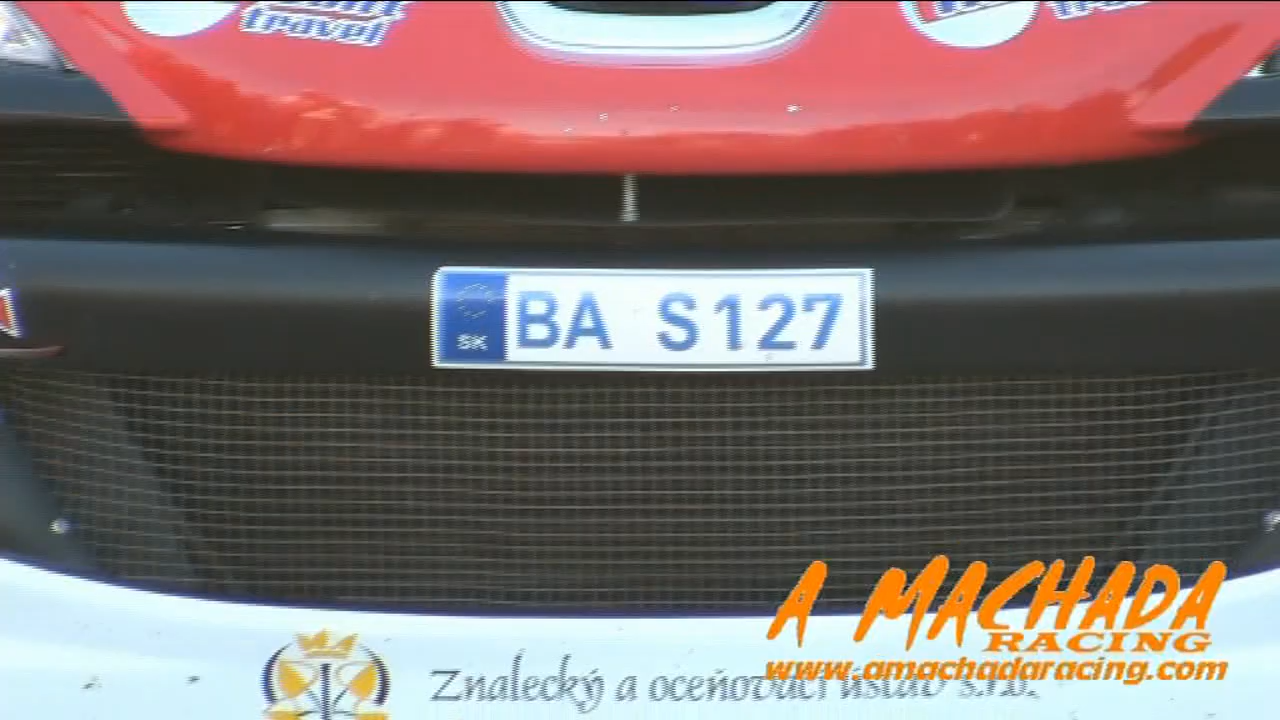 travel
SK
BA S127
A MACHADA
RACING
www.amachadaracing.com
Znalecký a oceňovací ústav s.r.o.